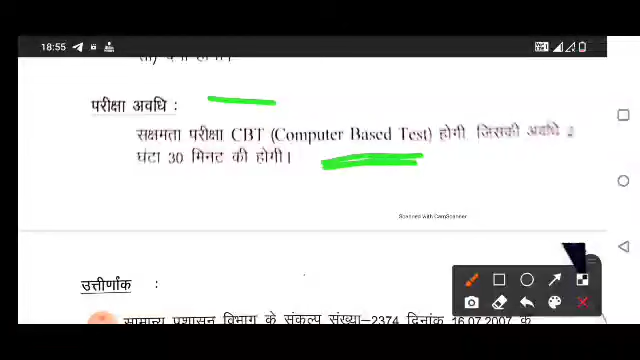 18:55
परीक्षा अवधि :
सक्षमता परीक्षा CBT (Computer Based Test) होगी जिसकी अवधि 2
घंटा 30 मिनट की होगी।
Scanned with CamScanner
उत्तीर्णांक :
सामान्य प्रशासन विभाग के संकल्प संख्या-2374 दिनांक 16.07.2007 के